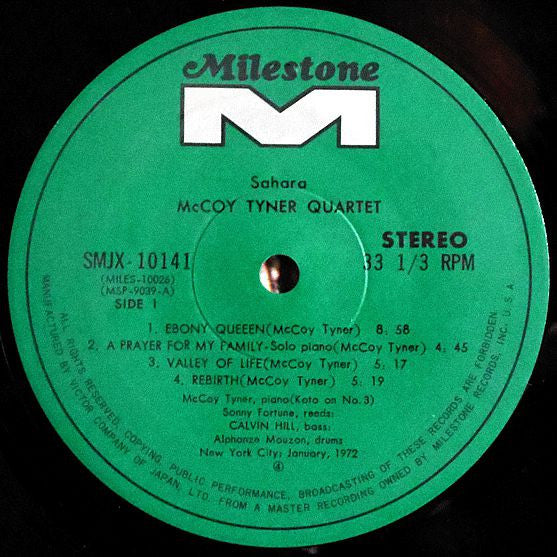 Milestone
M
Sahara
McCOY TYNER QUARTET
STEREO
SMJX-10141
33 1/3 RPM
(MILES-10026)
(MSP-9039-A)
SIDE 1
1. EBONY QUEEEN(McCoy Tyner) 8:58
2. A PRAYER FOR MY FAMILY-Solo piano(McCoy Tyner) 4:45
3. VALLEY OF LIFE(McCoy Tyner) 5:17
4. REBIRTH(McCoy Tyner) 5:19
McCoy Tyner, piano(Koto on No.3)
Sonny Fortune, reeds:
CALVIN HILL, bass:
Alphonze Mouzon, drums
New York City: January, 1972
④
ALL RIGHTS RESERVED. COPYING, PUBLIC PERFORMANCE, BROADCASTING OF THESE RECORDS ARE FORBIDDEN.
MANUFACTURED BY VICTOR COMPANY OF JAPAN, LTD. FROM A MASTER RECORDING OWNED BY MILESTONE RECORDS, INC. U.S.A.